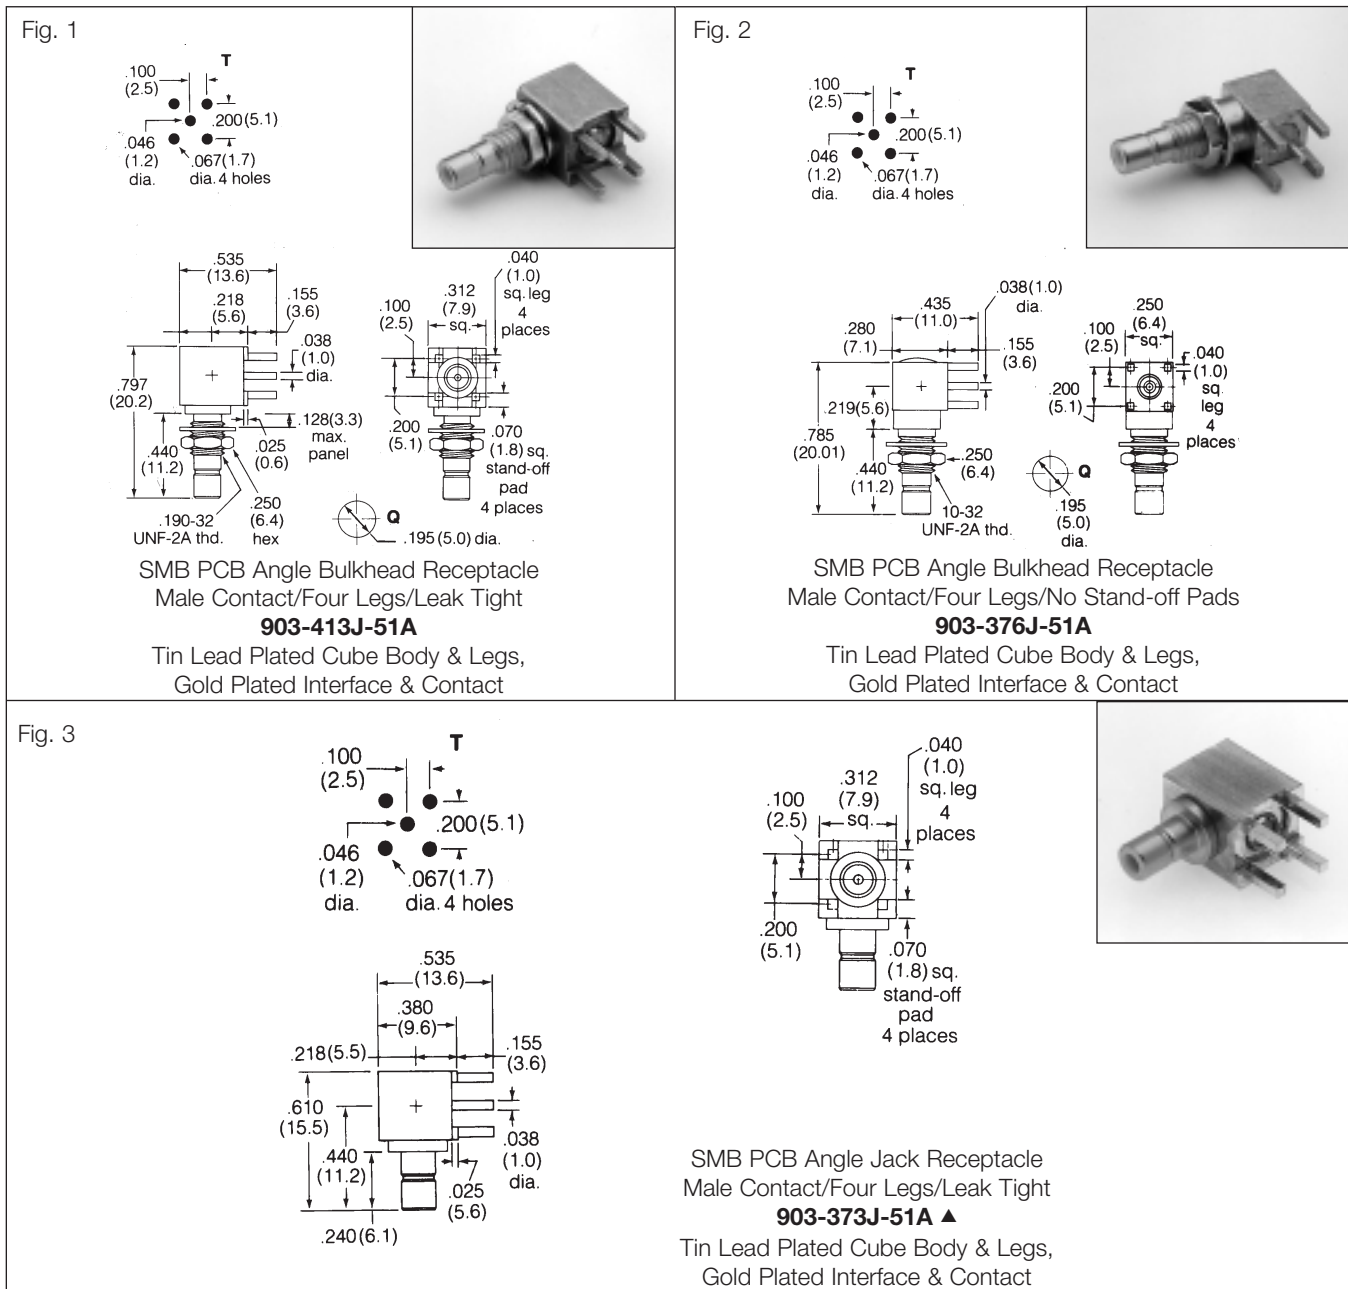 Fig. 1
T
.100
(2.5)
.200(5.1)
.046
(1.2)
dia.
.067(1.7)
dia. 4 holes
.535
(13.6)
.218
(5.6)
.155
(3.6)
.038
(1.0)
dia.
.797
(20.2)
.440
(11.2)
.128(3.3)
max.
panel
.025
(0.6)
.190-32
UNF-2A thd.
.250
(6.4)
hex
.040
(1.0)
sq. leg
4
places
.312
(7.9)
sq.
.100
(2.5)
.200
(5.1)
.070
(1.8) sq.
stand-off
pad
4 places
Q
.195(5.0) dia.
SMB PCB Angle Bulkhead Receptacle
Male Contact/Four Legs/Leak Tight
903-413J-51A
Tin Lead Plated Cube Body & Legs,
Gold Plated Interface & Contact
Fig. 2
T
.100
(2.5)
.200(5.1)
.046
(1.2)
dia.
.067(1.7)
dia. 4 holes
.435
(11.0)
.038(1.0)
dia.
.280
(7.1)
.155
(3.6)
.219(5.6)
.785
(20.01)
.440
(11.2)
.250
(6.4)
10-32
UNF-2A thd.
.250
(6.4)
sq.
.100
(2.5)
.040
(1.0)
sq.
leg
4
places
.200
(5.1)
Q
.195
(5.0)
dia.
SMB PCB Angle Bulkhead Receptacle
Male Contact/Four Legs/No Stand-off Pads
903-376J-51A
Tin Lead Plated Cube Body & Legs,
Gold Plated Interface & Contact
Fig. 3
T
.100
(2.5)
.200(5.1)
.046
(1.2)
dia.
.067(1.7)
dia. 4 holes
.535
(13.6)
.380
(9.6)
.218(5.5)
.155
(3.6)
.610
(15.5)
.440
(11.2)
.038
(1.0)
dia.
.025
(5.6)
.240(6.1)
.040
(1.0)
sq. leg
4
places
.312
(7.9)
sq.
.100
(2.5)
.200
(5.1)
.070
(1.8) sq.
stand-off
pad
4 places
SMB PCB Angle Jack Receptacle
Male Contact/Four Legs/Leak Tight
903-373J-51A ▲
Tin Lead Plated Cube Body & Legs,
Gold Plated Interface & Contact